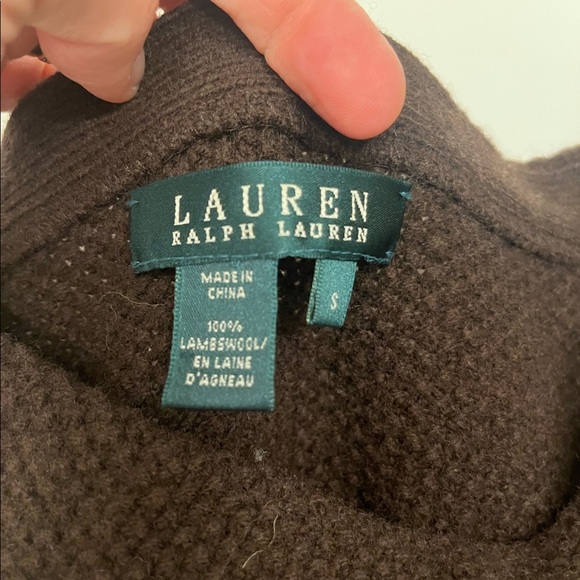 LAUREN
RALPH LAUREN
MADE IN
CHINA
100%
LAMBSWOOL/
EN LAINE
D'AGNEAU
S